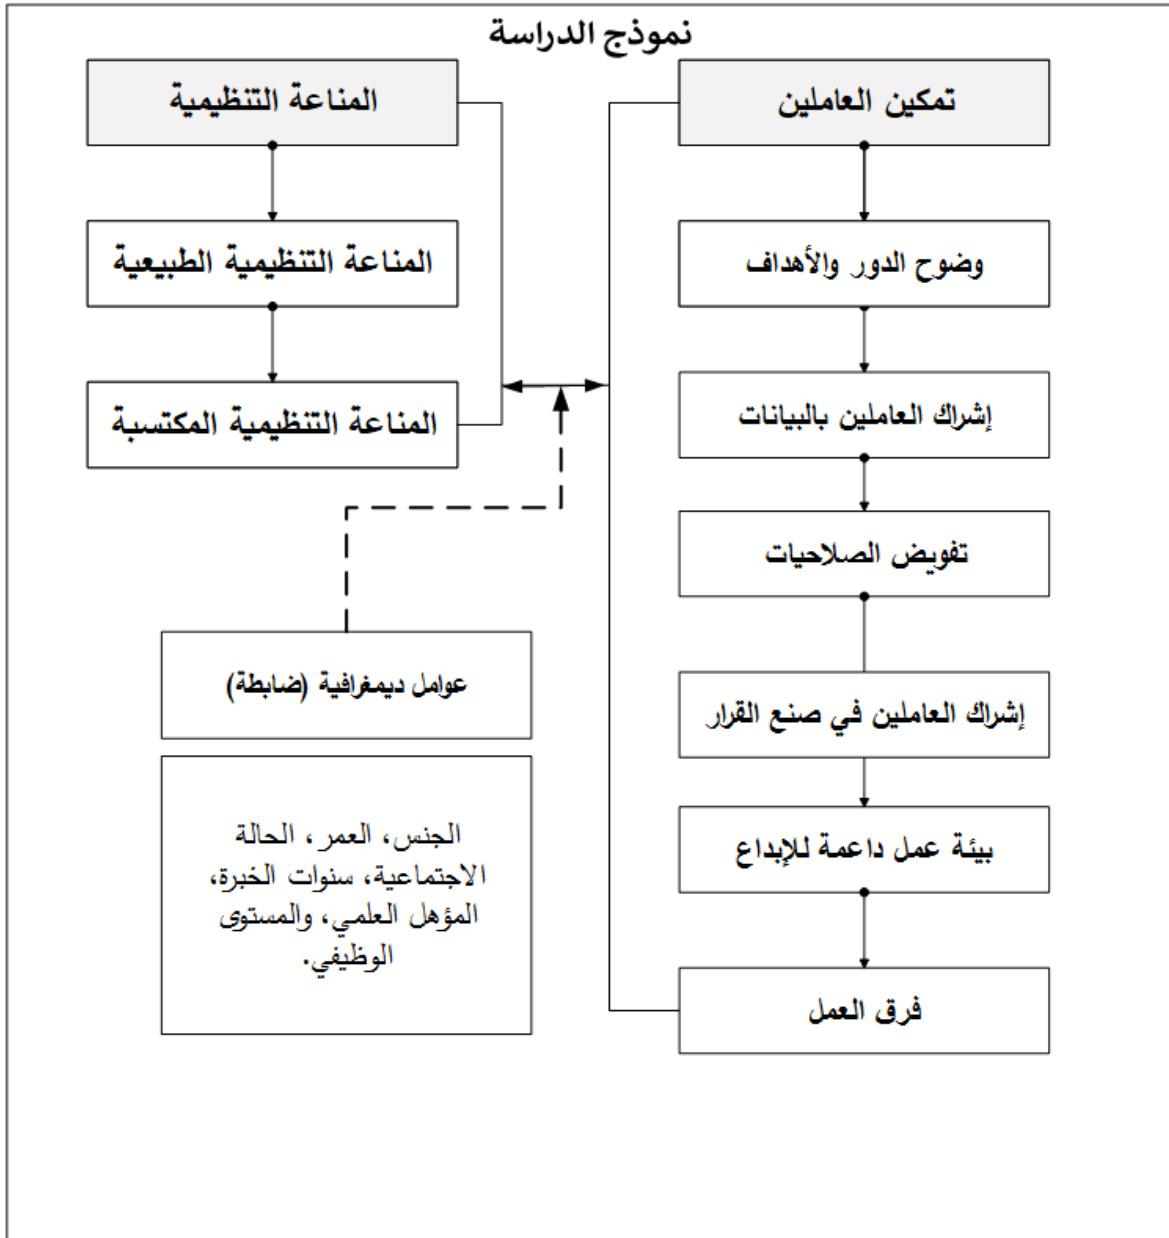 نموذج الدراسة
تمكين العاملين
وضوح الدور والأهداف
إشراك العاملين بالبيانات
تفويض الصلاحيات
إشراك العاملين في صنع القرار
بيئة عمل داعمة للإبداع
فرق العمل
المناعة التنظيمية
المناعة التنظيمية الطبيعية
المناعة التنظيمية المكتسبة
عوامل ديمغرافية (ضابطة)
الجنس، العمر، الحالة
الاجتماعية، سنوات الخبرة،
المؤهل العلمي، والمستوى
الوظيفي.